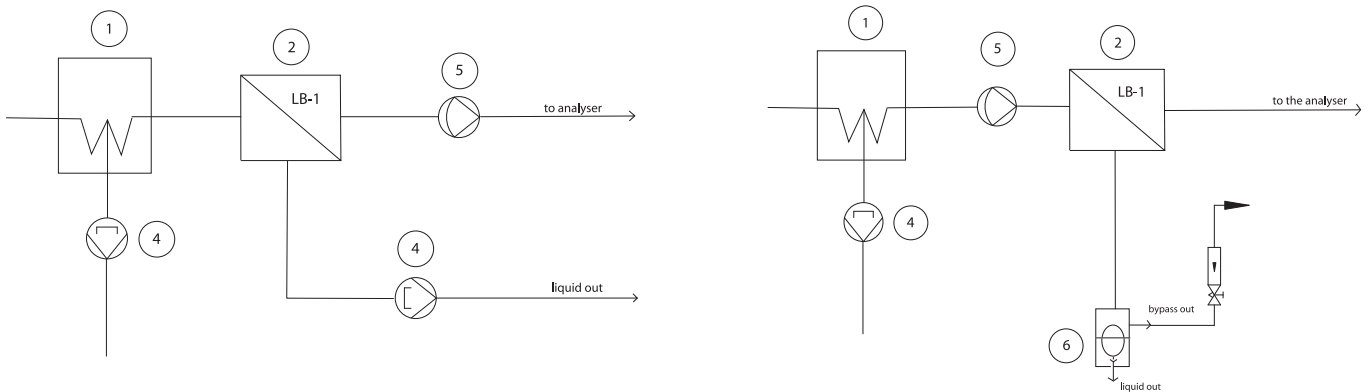 1
2
5
LB-1
to analyser
4
4
liquid out
1
5
2
LB-1
to the analyser
4
bypass out
6
liquid out